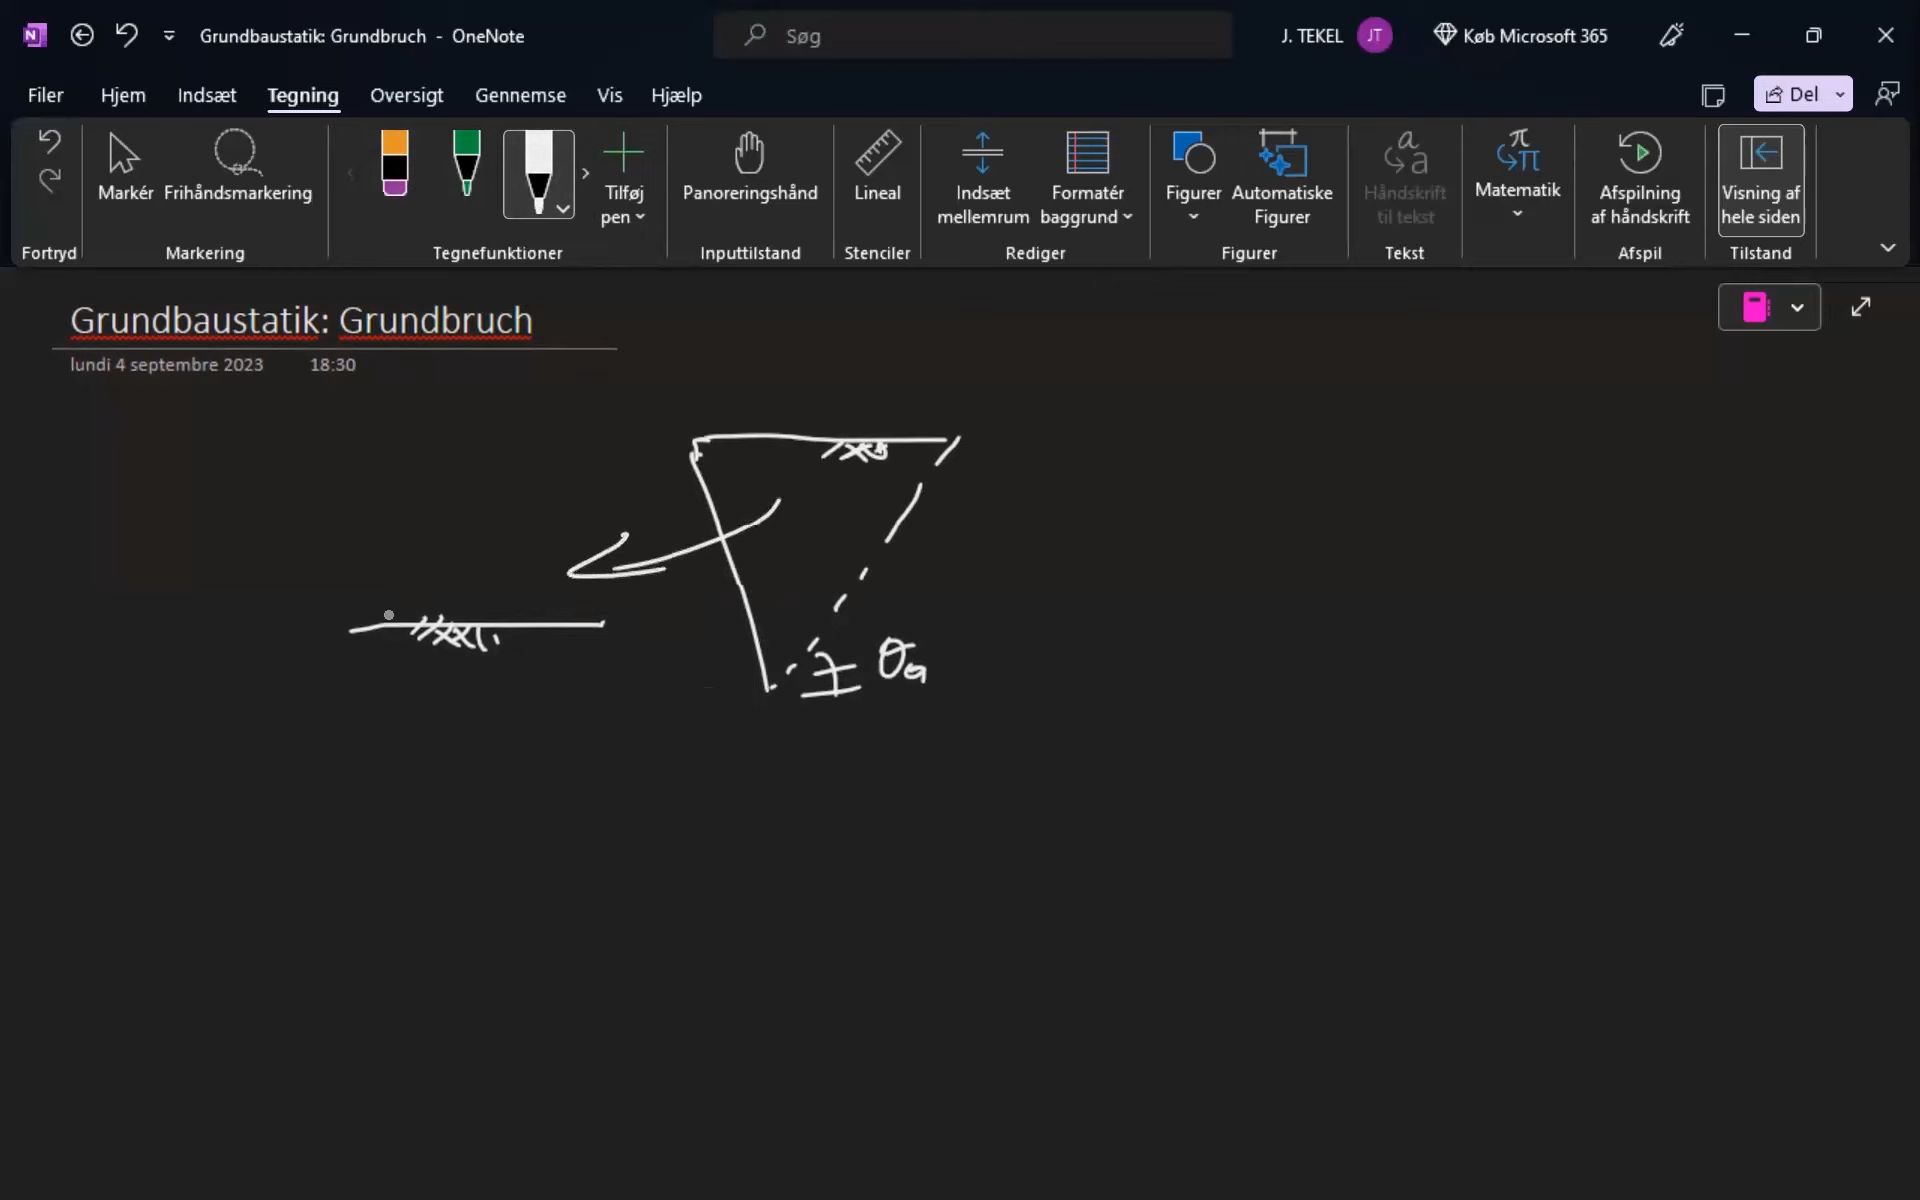 Grundbaustatik: Grundbruch - OneNote
Søg
J. TEKEL
JT
Køb Microsoft 365
Filer
Hjem
Indsæt
Tegning
Oversigt
Gennemse
Vis
Hjælp
Del
Markér
Frihåndsmarkering
Tilføj
pen
Panoreringshånd
Lineal
Indsæt
mellemrum
Formatér
baggrund
Figurer
Automatiske
Figurer
Håndskrift
til tekst
Matematik
Afspilning
af håndskrift
Visning af
hele siden
Fortryd
Markering
Tegnefunktioner
Inputtilstand
Stenciler
Rediger
Figurer
Tekst
Afspil
Tilstand
Grundbaustatik: Grundbruch
lundi 4 septembre 2023
18:30